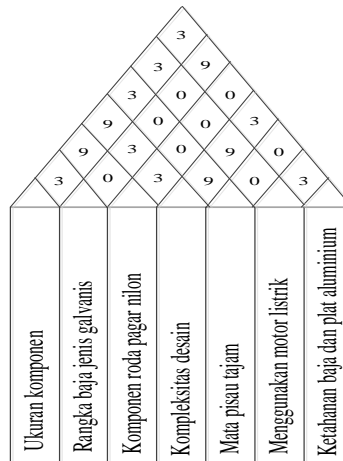 3
3 9
3 0 0
9 0 0 3
9 3 0 9 0
3 0 3 9 0 3
Ukuran komponen
Rangka baja jenis galvanis
Komponen roda pagar nilon
Kompleksitas desain
Mata pisau tajam
Menggunakan motor listrik
Ketahanan baja dan plat aluminium